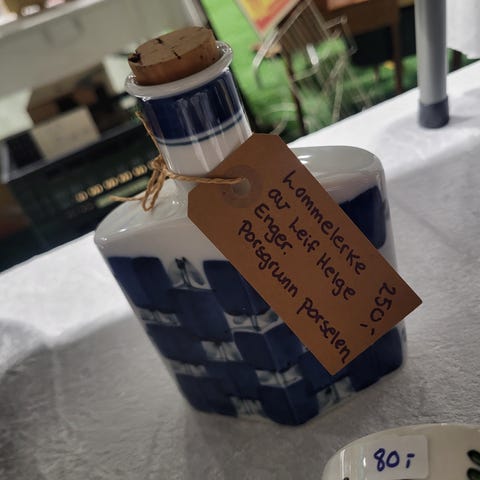 Lommelerke
av Leif Helge
Enger.
Porsgrunn porselen
250,-
80,-